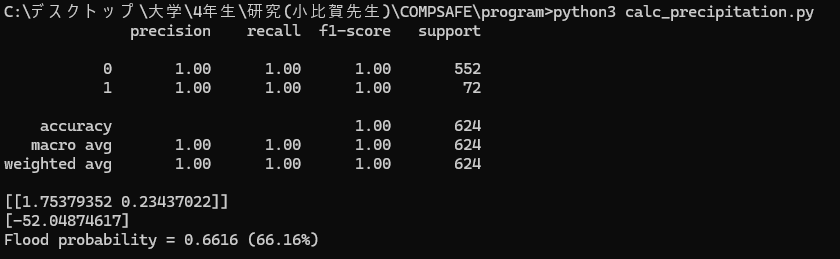 C:\デスクトップ\大学\4年生\研究(小比賀先生)\COMPSAFE\program>python3 calc_precipitation.py
precision recall f1-score support
0 1.00 1.00 1.00 552
1 1.00 1.00 1.00 72
accuracy 1.00 624
macro avg 1.00 1.00 1.00 624
weighted avg 1.00 1.00 1.00 624
[[1.75379352 0.23437022]]
[-52.04874617]
Flood probability = 0.6616 (66.16%)